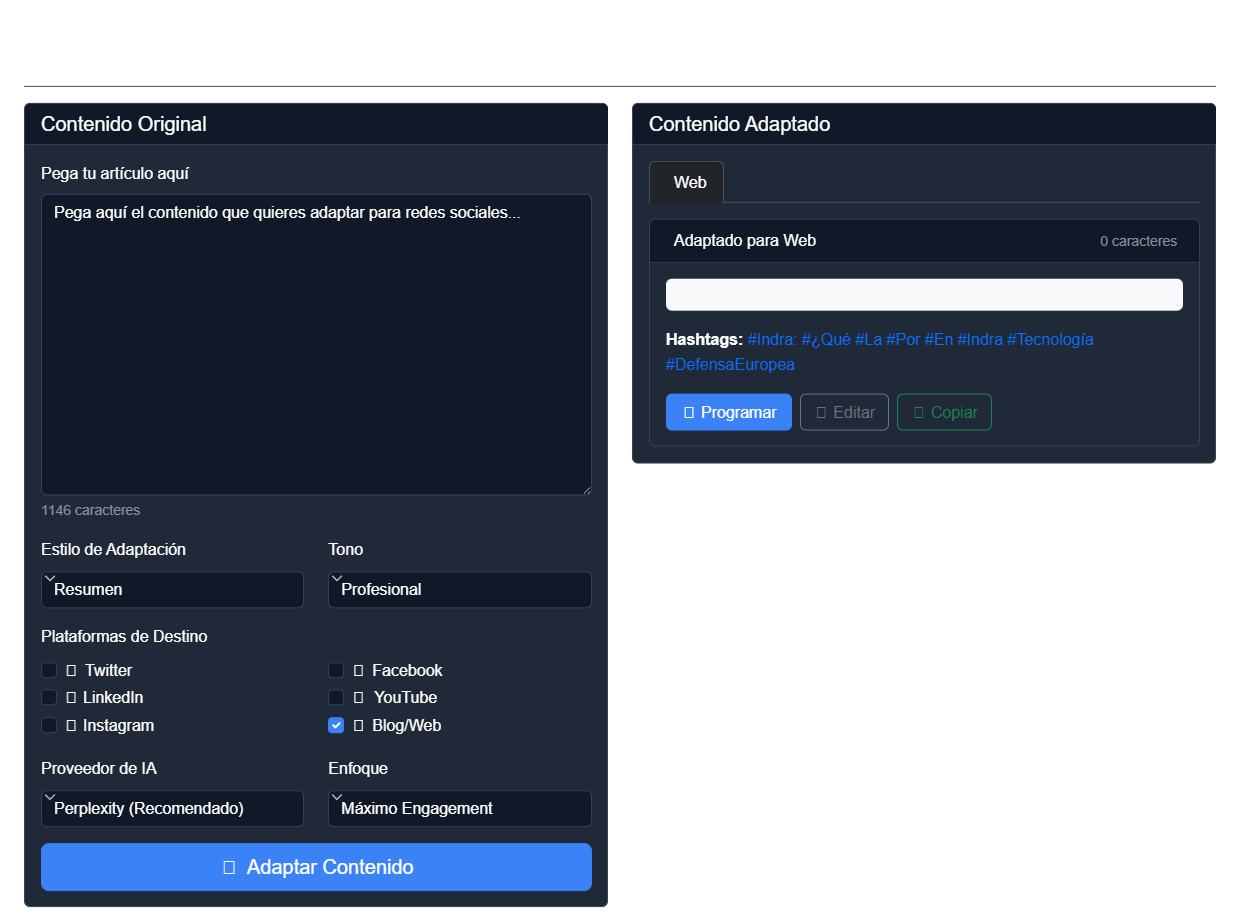 Contenido Original
Pega tu artículo aquí
Pega aquí el contenido que quieres adaptar para redes sociales...
1146 caracteres
Estilo de Adaptación
Tono
Resumen
Profesional
Plataformas de Destino
Twitter
Facebook
LinkedIn
YouTube
Instagram
Blog/Web
Proveedor de IA
Enfoque
Perplexity (Recomendado)
Máximo Engagement
Adaptar Contenido
Contenido Adaptado
Web
Adaptado para Web
0 caracteres
Hashtags: #Indra: #¿Qué #La #Por #En #Indra #Tecnología
#DefensaEuropea
Programar
Editar
Copiar